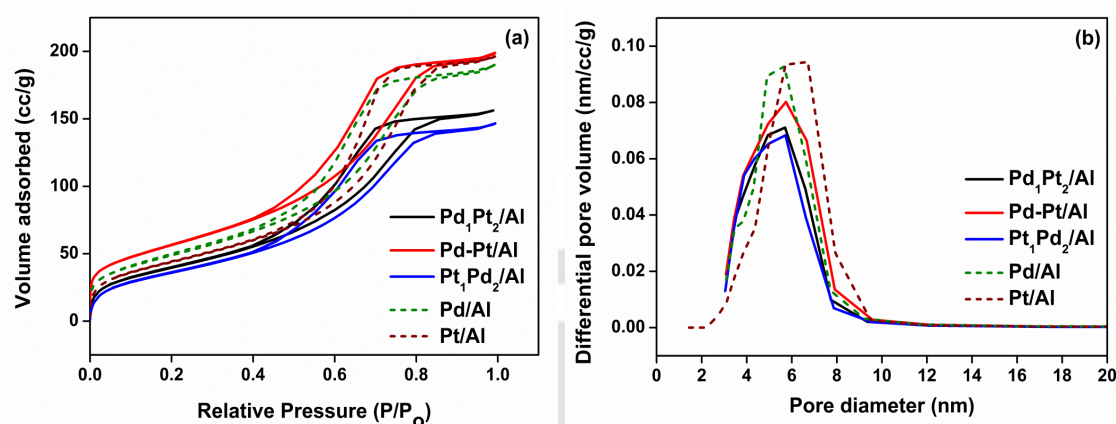 (a)
Volume adsorbed (cc/g)
200
150
100
50
0
Pd₁Pt₂/Al
Pd-Pt/Al
Pt₁Pd₂/Al
Pd/Al
Pt/Al
0.0 0.2 0.4 0.6 0.8 1.0
Relative Pressure (P/P₀)
(b)
Differential pore volume (nm/cc/g)
0.10
0.08
0.06
0.04
0.02
0.00
Pd₁Pt₂/Al
Pd-Pt/Al
Pt₁Pd₂/Al
Pd/Al
Pt/Al
0 2 4 6 8 10 12 14 16 18 20
Pore diameter (nm)